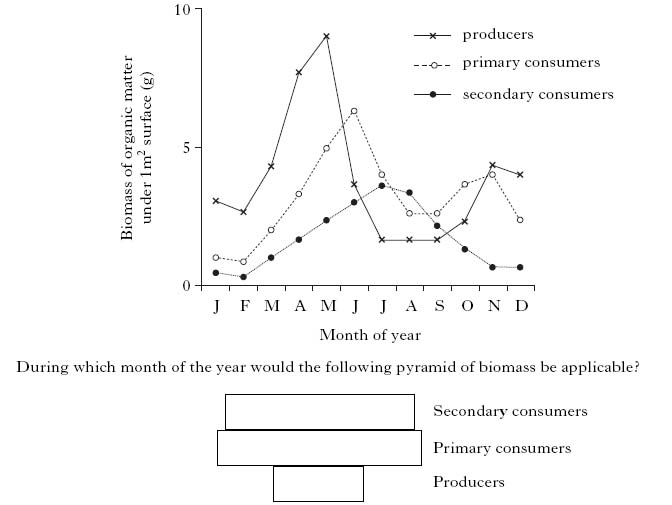 10
producers
primary consumers
secondary consumers
Biomass of organic matter
under 1m² surface (g)
5
0
J F M A M J J A S O N D
Month of year
During which month of the year would the following pyramid of biomass be applicable?
Secondary consumers
Primary consumers
Producers